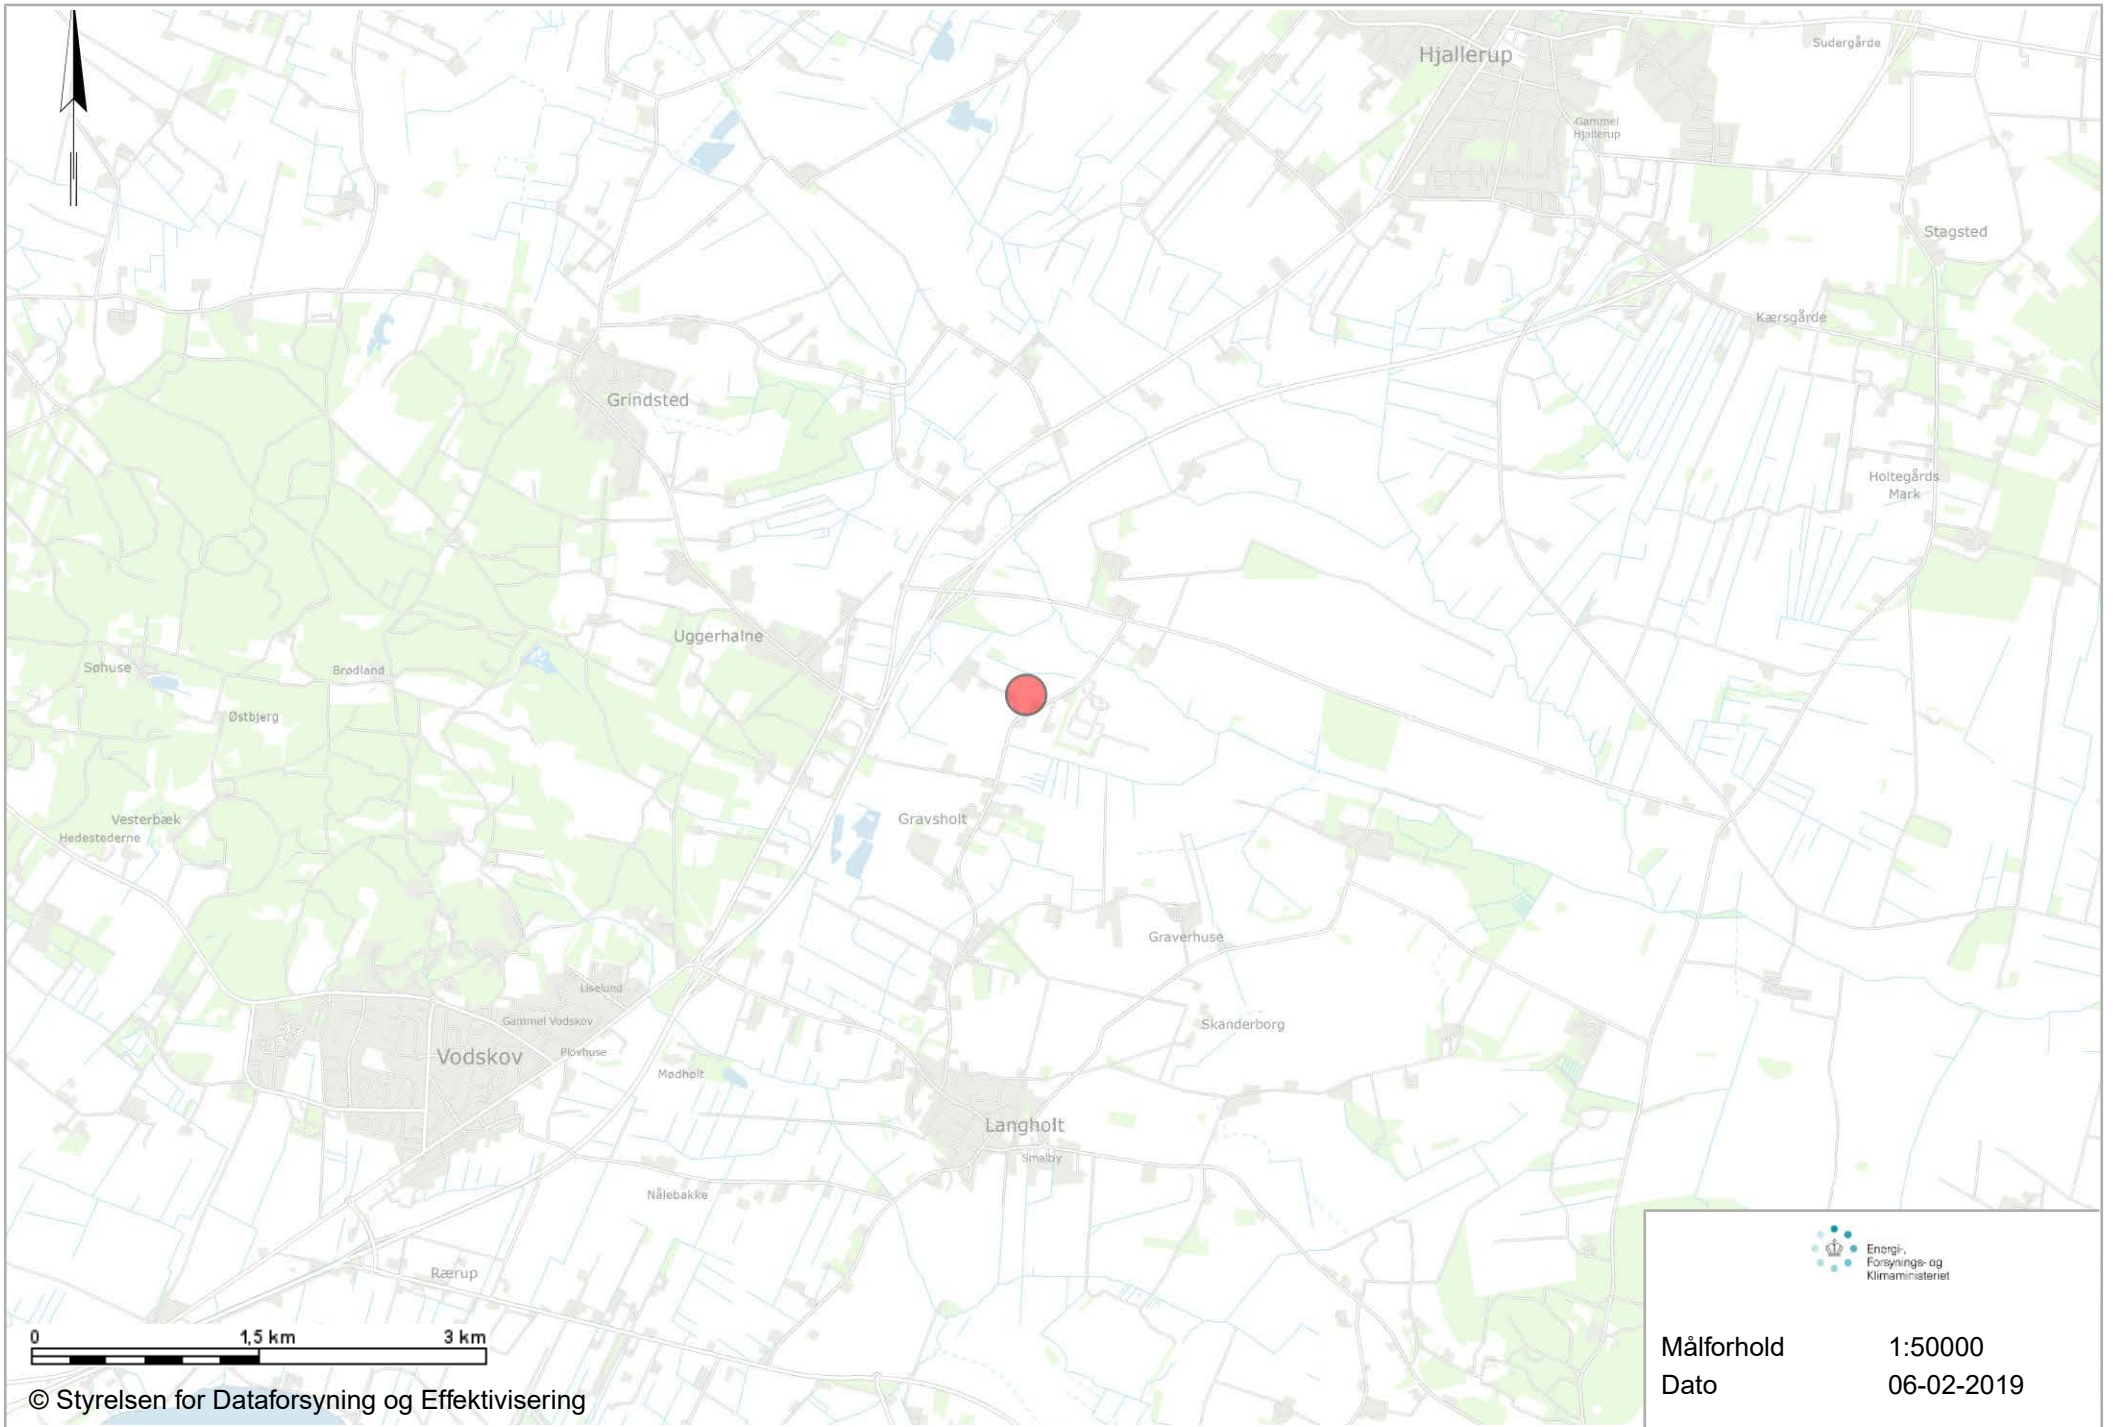 Hjallerup
Sudergårde
Gammel
Hjallerup
Stagsted
Kærsgårde
Grindsted
Holtegårds
Mark
Uggerhalne
Søhuse
Brødland
Østbjerg
Vesterbæk
Hedestederne
Gravsholt
Graverhuse
Liselund
Gammel Vodskov
Skanderborg
Vodskov
Plovhuse
Mødholt
Langholt
Smalby
Nålebakke
Rærup
Energi-,
Forsynings- og
Klimaministeriet
0 1,5 km 3 km
Målforhold 1:50000
Dato 06-02-2019
© Styrelsen for Dataforsyning og Effektivisering